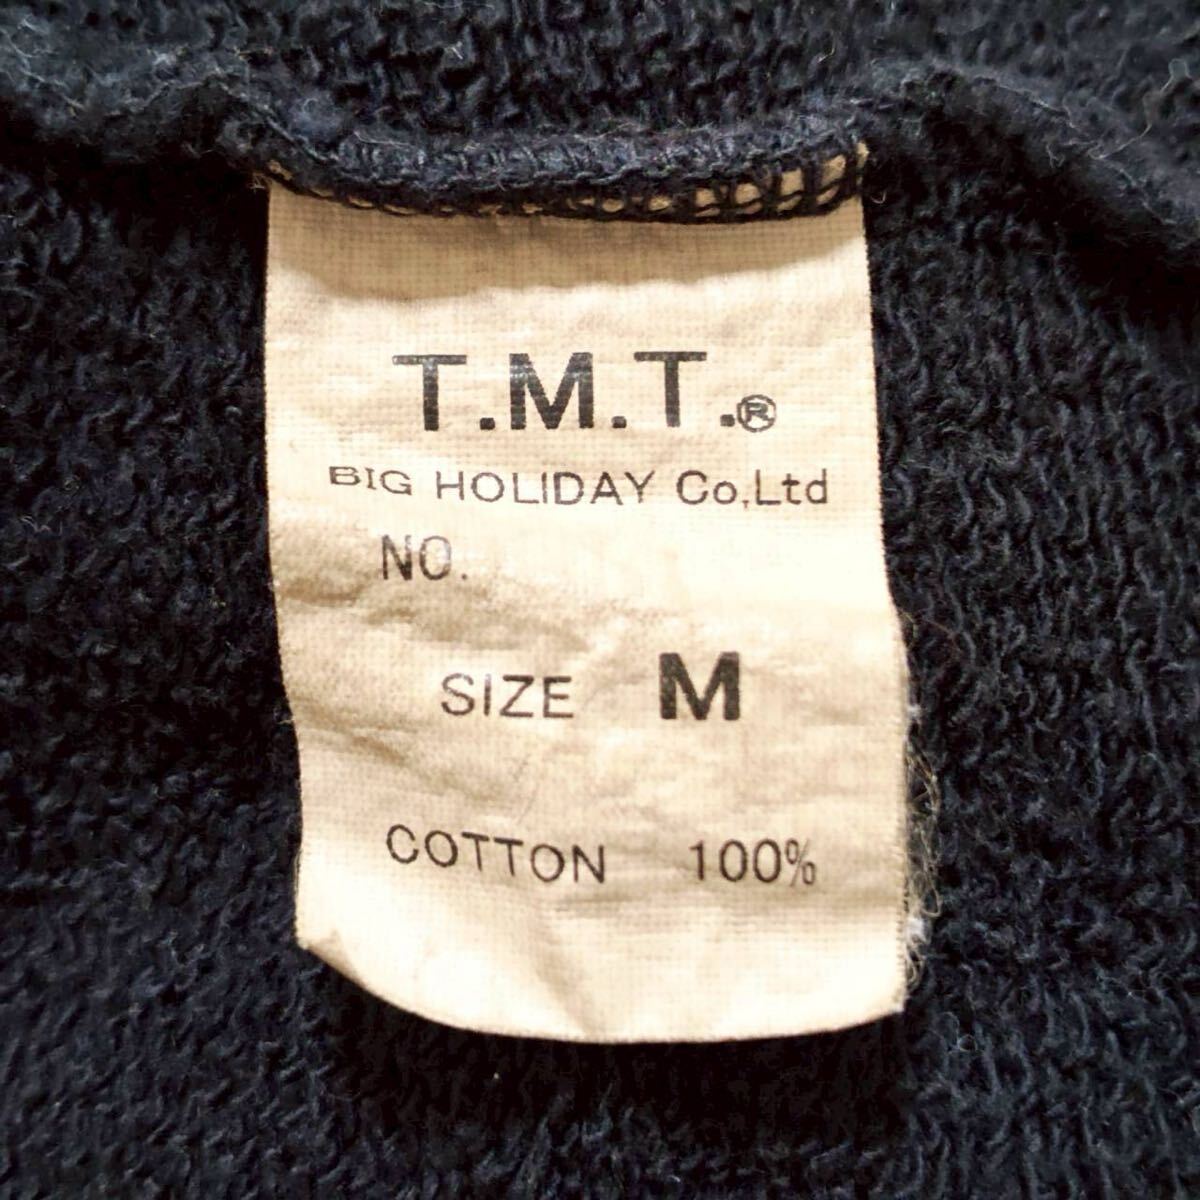 T.M.T.®
BIG HOLIDAY Co,Ltd
NO.
SIZE M
COTTON 100%